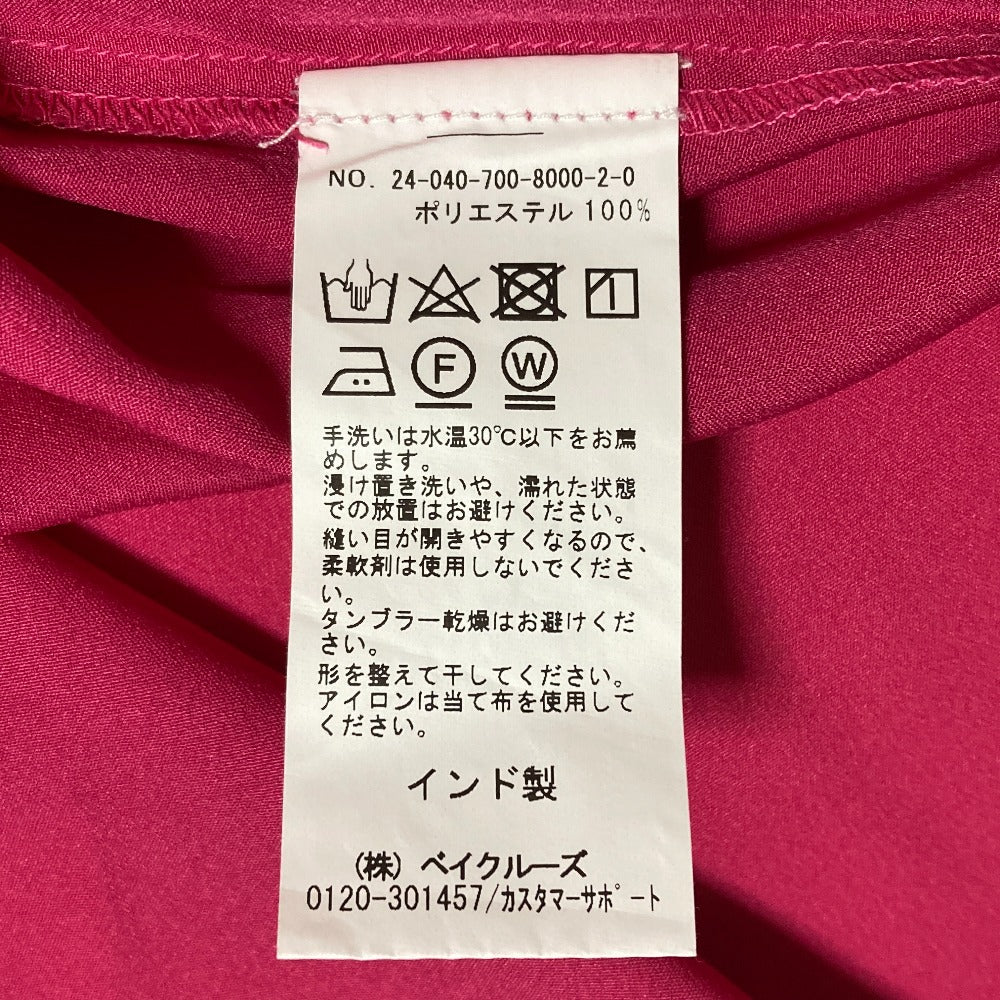 NO. 24-040-700-8000-2-0
ポリエステル 100%
F
W
手洗いは水温30℃以下をお薦
めします。
浸け置き洗いや、濡れた状態
での放置はお避けください。
縫い目が開きやすくなるので、
柔軟剤は使用しないでくださ
い。
タンブラー乾燥はお避けくだ
さい。
形を整えて干してください。
アイロンは当て布を使用して
ください。
インド製
(株) ベイクルーズ
0120-301457/カスタマーサポート